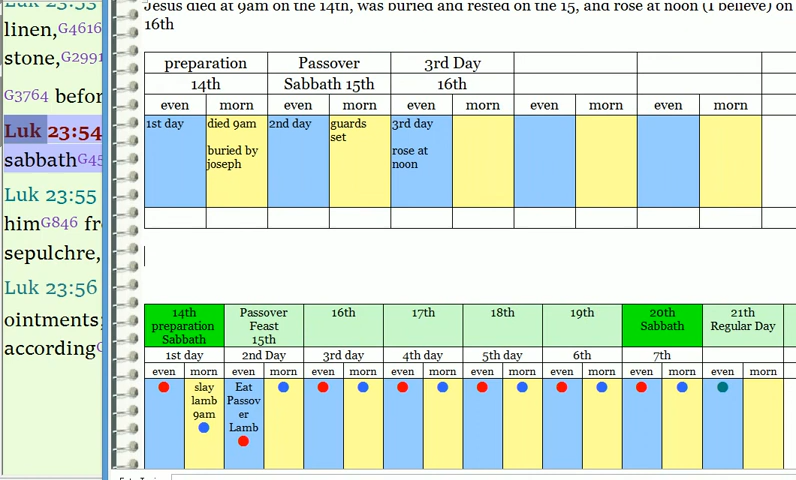 Luk 23:53
linen,G4616
stone,G2991
G3764 befor
Luk 23:54
sabbathG45
Luk 23:55
himG846 fr
sepulchre,
Luk 23:56
ointments;
accordingG
Jesus died at 9am on the 14th, was buried and rested on the 15, and rose at noon (I believe) on
16th
preparation Passover 3rd Day
14th Sabbath 15th 16th
even morn even morn even morn even morn even morn
1st day died 9am 2nd day guards 3rd day
set
buried by rose at
joseph noon
14th Passover 16th 17th 18th 19th 20th 21th
preparation Feast Sabbath Regular Day
Sabbath 15th
1st day 2nd Day 3rd day 4th day 5th day 6th 7th
even morn even morn even morn even morn even morn even morn even morn even morn
slay Eat
lamb Passov
9am er
Lamb